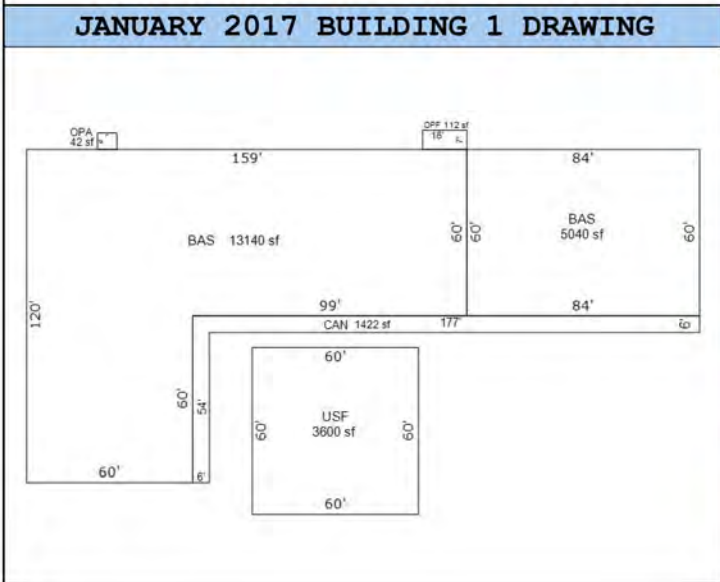 JANUARY 2017 BUILDING 1 DRAWING
OPA
42 sf
OPF 112 sf
16'
7'
159'
84'
BAS 13140 sf
60'
60'
BAS
5040 sf
60'
120'
99'
84'
CAN 1422 sf
177'
6'
60'
54'
60'
60'
USF
3600 sf
60'
60'
6'
60'